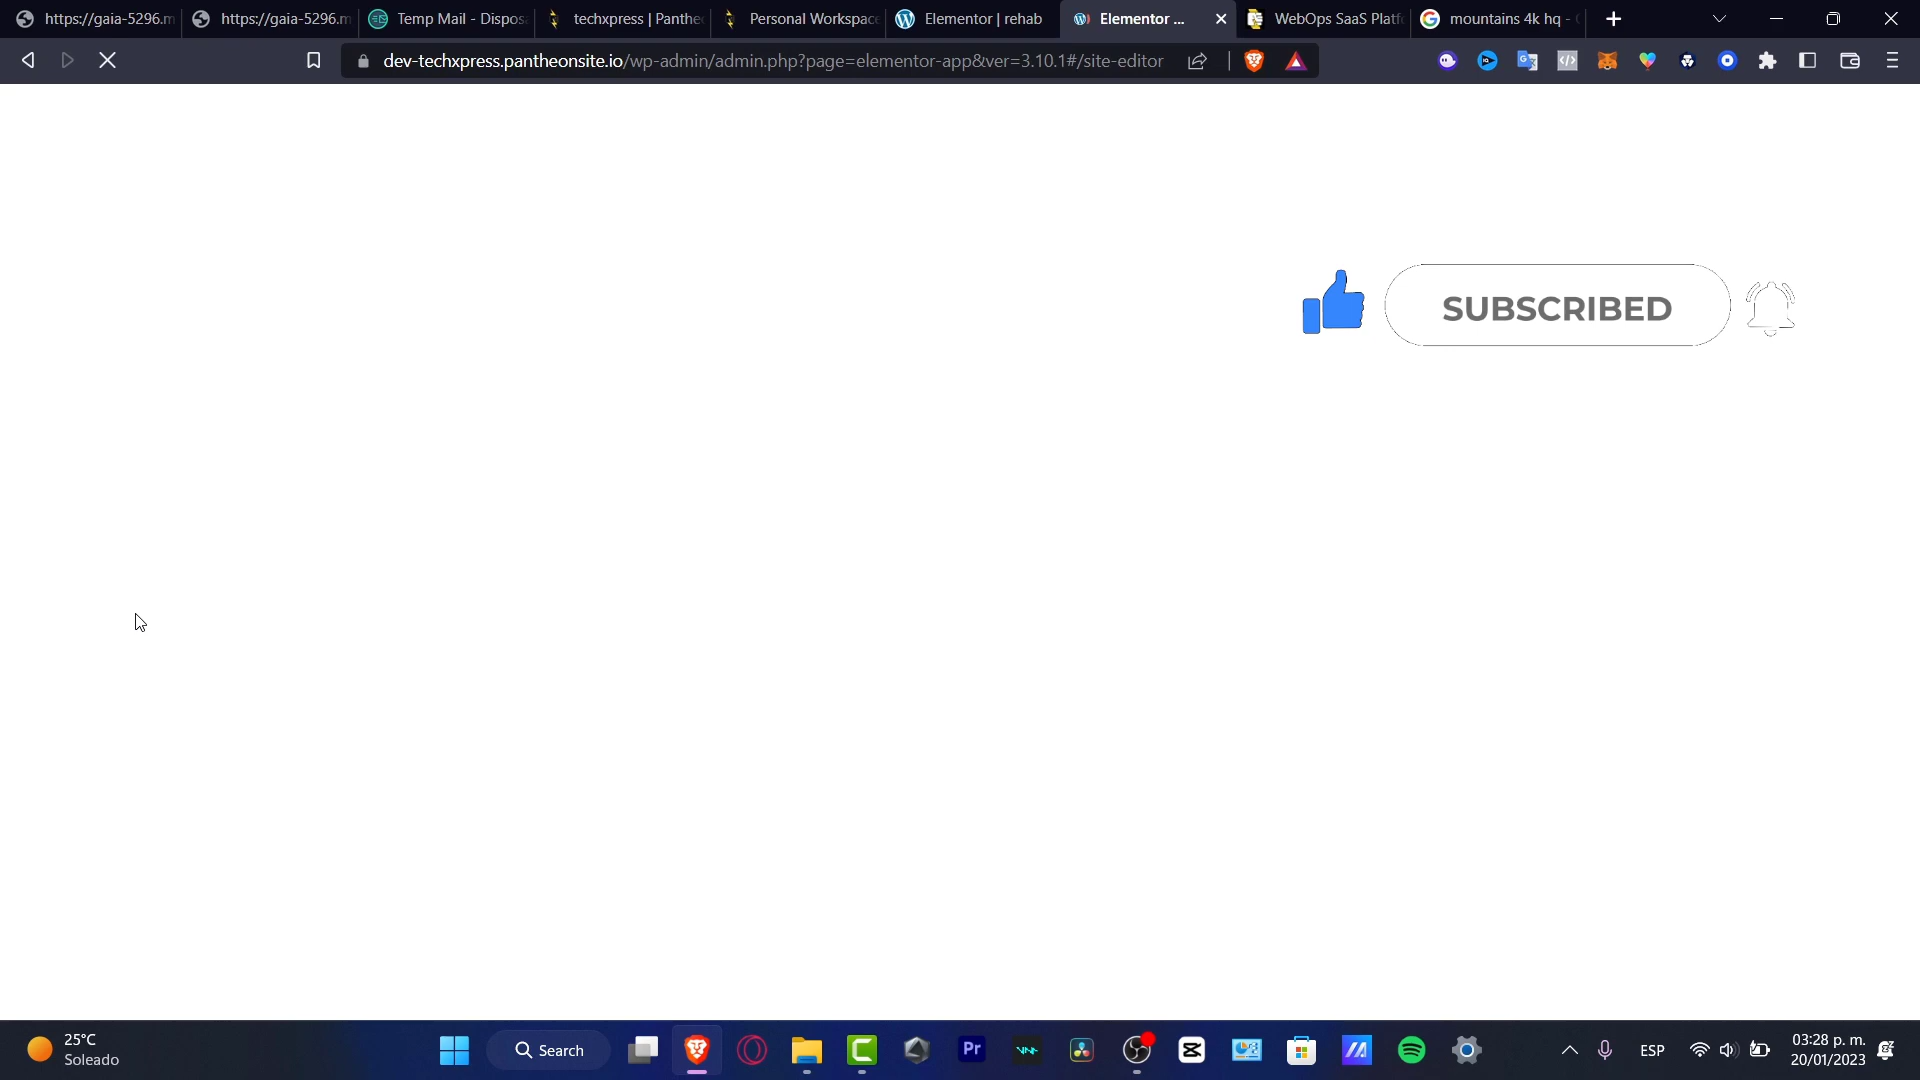 https://gaia-5296.m
https://gaia-5296.m
Temp Mail - Dispos
techxpress | Panthe
Personal Workspace
Elementor | rehab
Elementor ...
WebOps SaaS Platf
mountains 4k hq -
dev-techxpress.pantheonsite.io/wp-admin/admin.php?page=elementor-app&ver=3.10.1#/site-editor
SUBSCRIBED
25°C
Soleado
Search
Pr
ESP
03:28 p. m.
20/01/2023